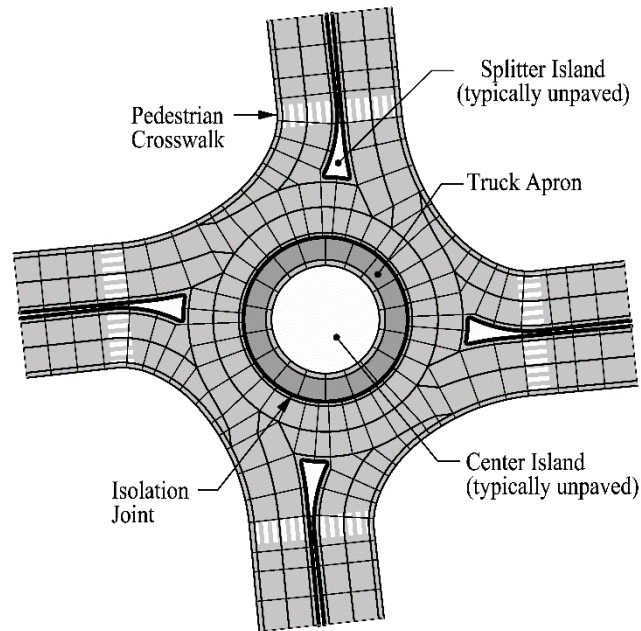 Splitter Island
(typically unpaved)
Pedestrian
Crosswalk
Truck Apron
Isolation
Joint
Center Island
(typically unpaved)